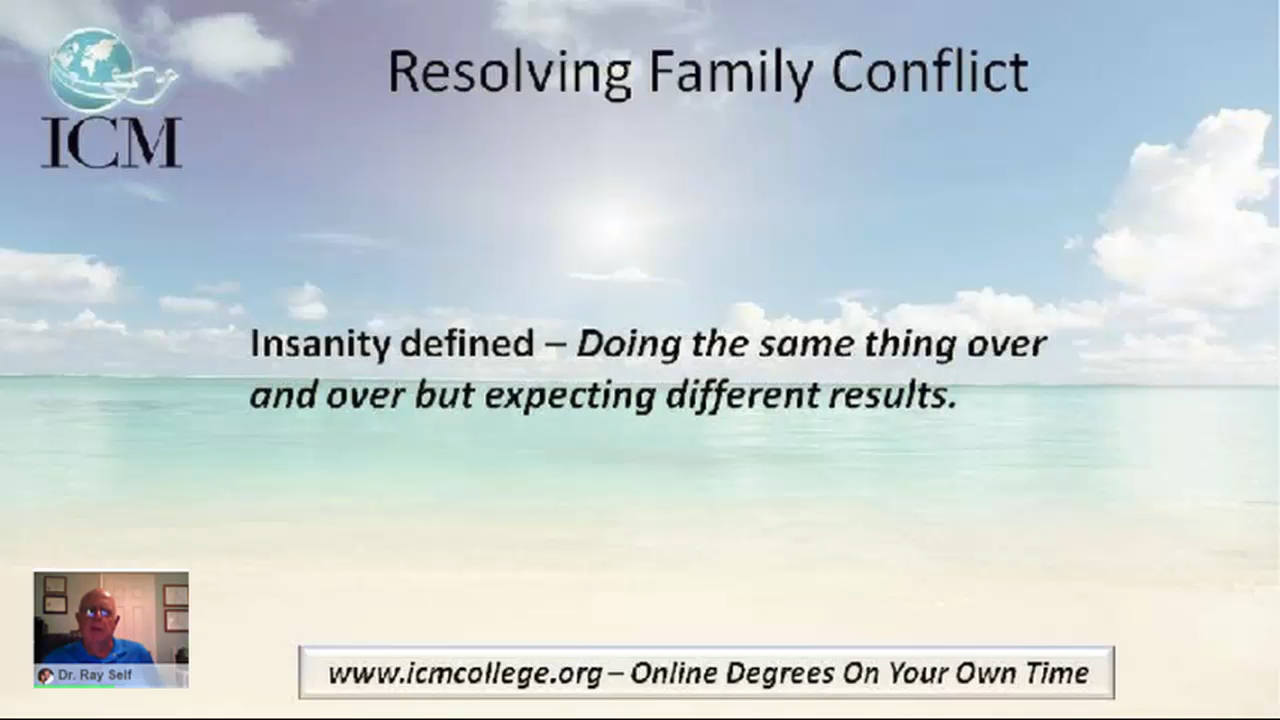 Resolving Family Conflict
ICM
Insanity defined – Doing the same thing over
and over but expecting different results.
Dr. Ray Self
www.icmcollege.org – Online Degrees On Your Own Time